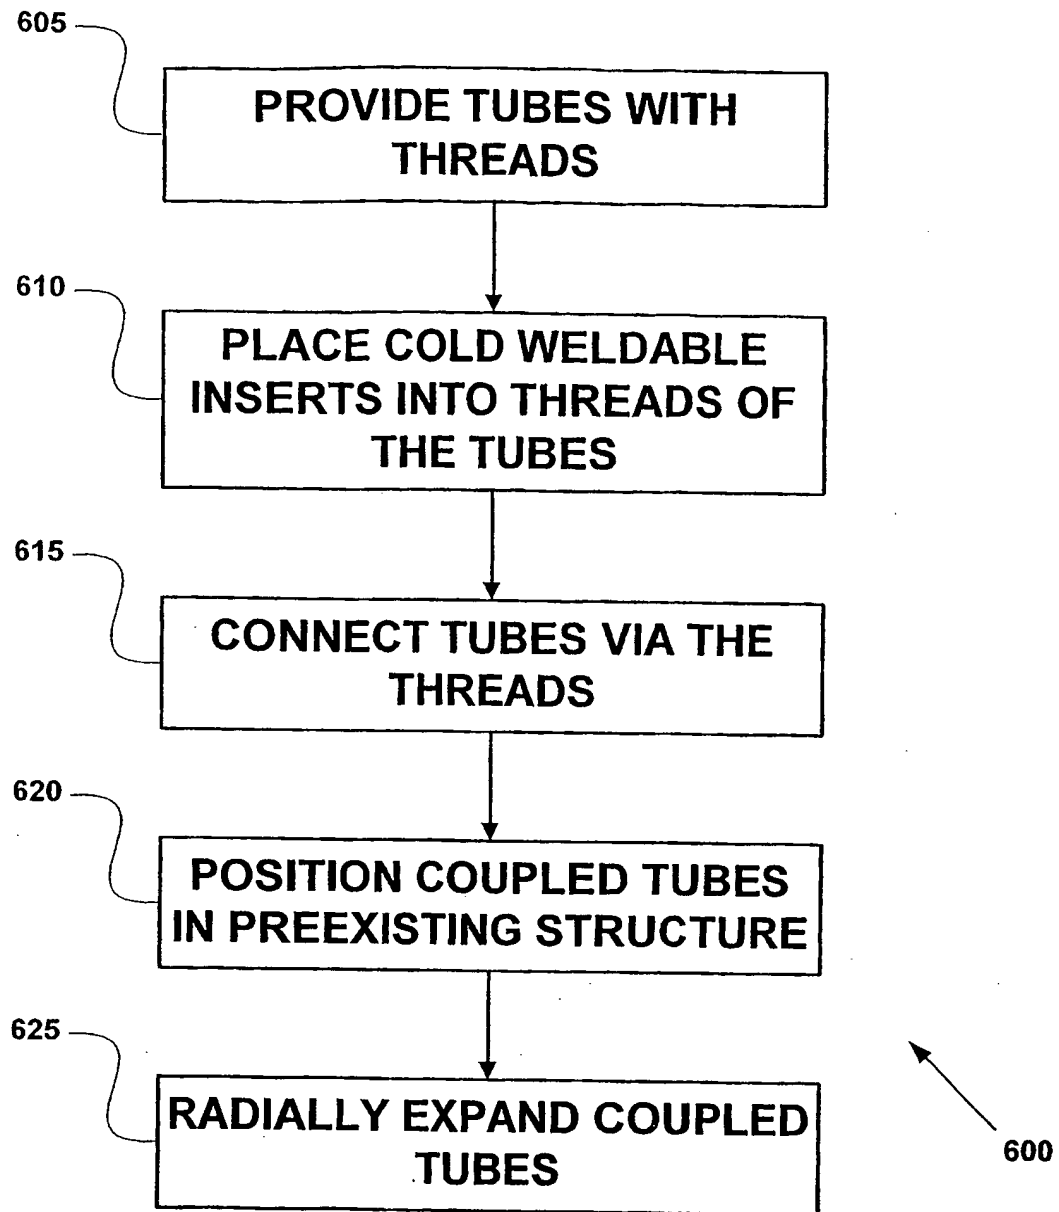 605
PROVIDE TUBES WITH
THREADS
610
PLACE COLD WELDABLE
INSERTS INTO THREADS OF
THE TUBES
615
CONNECT TUBES VIA THE
THREADS
620
POSITION COUPLED TUBES
IN PREEXISTING STRUCTURE
625
RADIALLY EXPAND COUPLED
TUBES
600